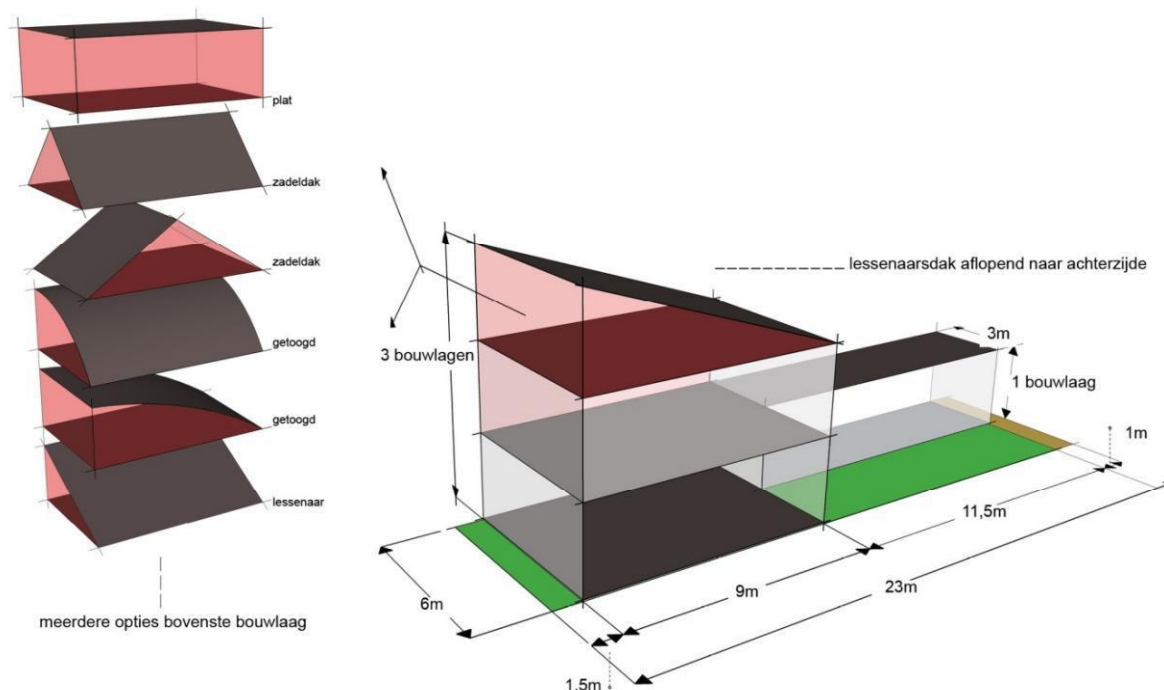 plat
zadeldak
zadeldak
getoogd
getoogd
lessenaar
meerdere opties bovenste bouwlaag
lessenaarsdak aflopend naar achterzijde
3 bouwlagen
3m
1 bouwlaag
1m
11,5m
23m
9m
6m
1,5m